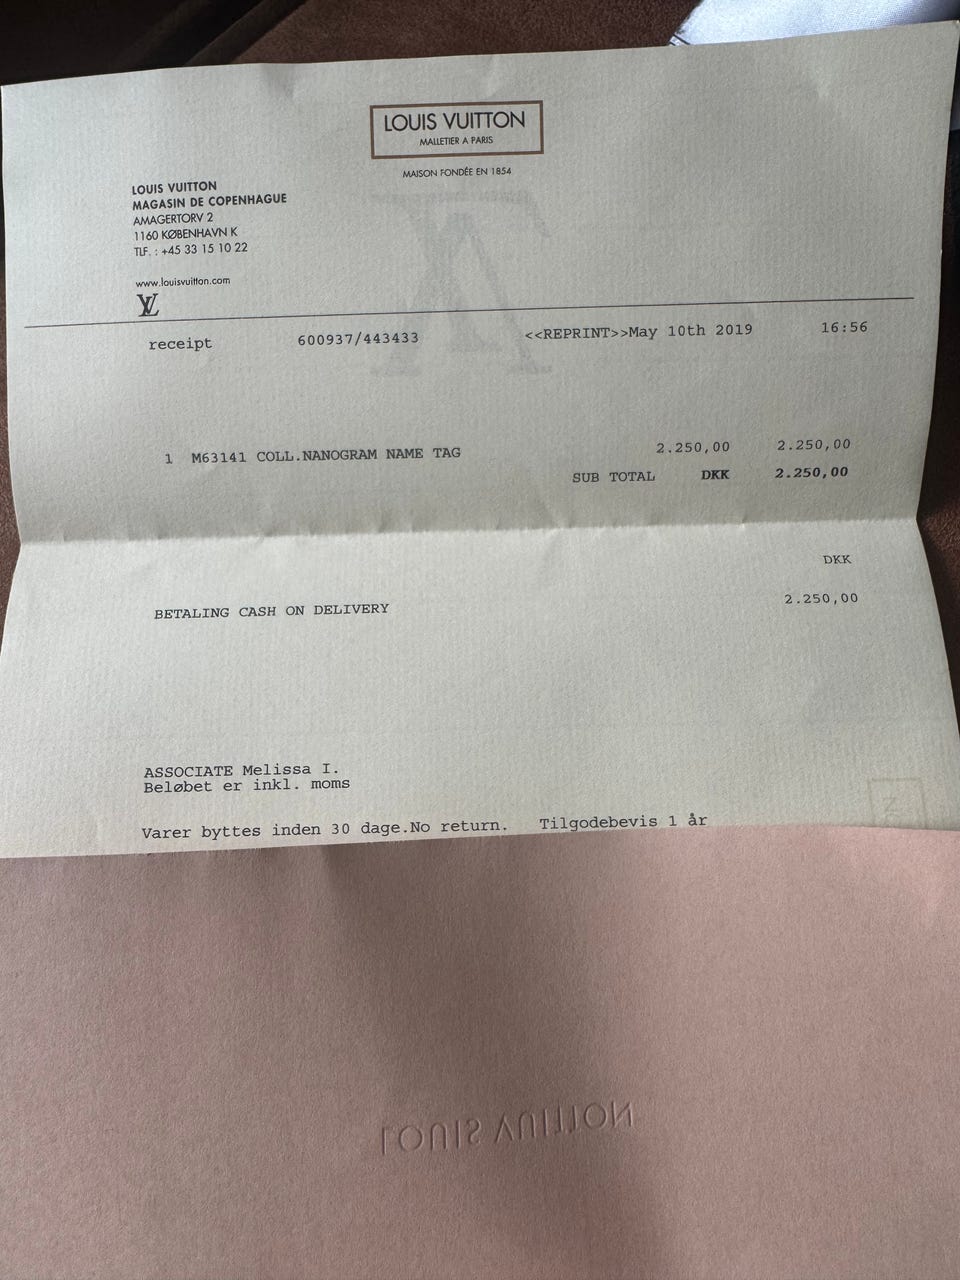 LOUIS VUITTON
MALLETIER A PARIS
MAISON FONDÉE EN 1854
LOUIS VUITTON
MAGASIN DE COPENHAGUE
AMAGERTORV 2
1160 KØBENHAVN K
TLF. : +45 33 15 10 22
www.louisvuitton.com
LV
receipt 600937/443433 <<REPRINT>>May 10th 2019 16:56
1 M63141 COLL.NANOGRAM NAME TAG 2.250,00 2.250,00
SUB TOTAL DKK 2.250,00
DKK
BETALING CASH ON DELIVERY 2.250,00
ASSOCIATE Melissa I.
Beløbet er inkl. moms
Varer byttes inden 30 dage.No return. Tilgodebevis 1 år
LOUIS VUITTON